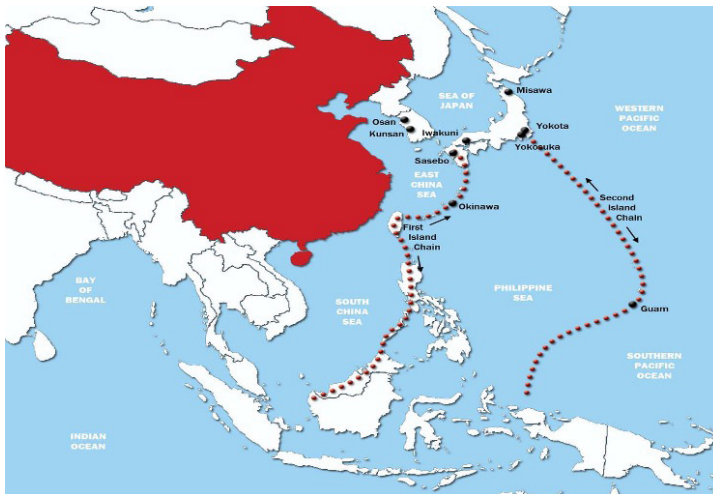 Misawa
SEA OF
JAPAN
WESTERN
PACIFIC
OCEAN
Osan
Kunsan
Iwakuni
Yokota
Yokosuka
Sasebo
EAST
CHINA
SEA
Second
Island
Chain
Okinawa
First
Island
Chain
BAY
OF
BENGAL
PHILIPPINE
SEA
SOUTH
CHINA
SEA
Guam
SOUTHERN
PACIFIC
OCEAN
INDIAN
OCEAN